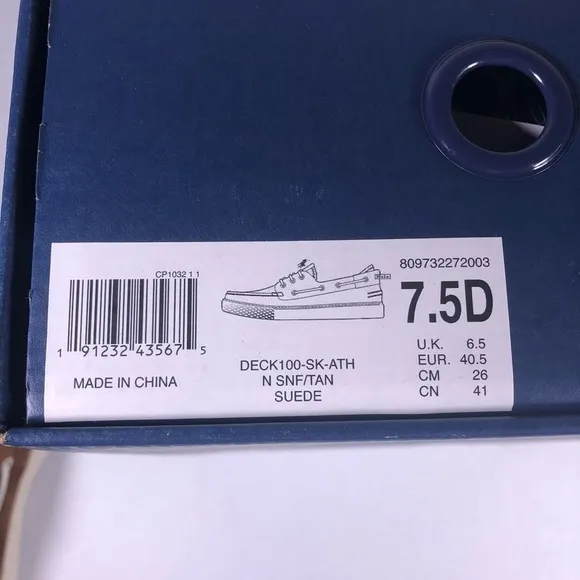 CP1032 1 1
1 91232 43567 5
MADE IN CHINA
DECK100-SK-ATH
N SNF/TAN
SUEDE
809732272003
7.5D
U.K. 6.5
EUR. 40.5
CM 26
CN 41